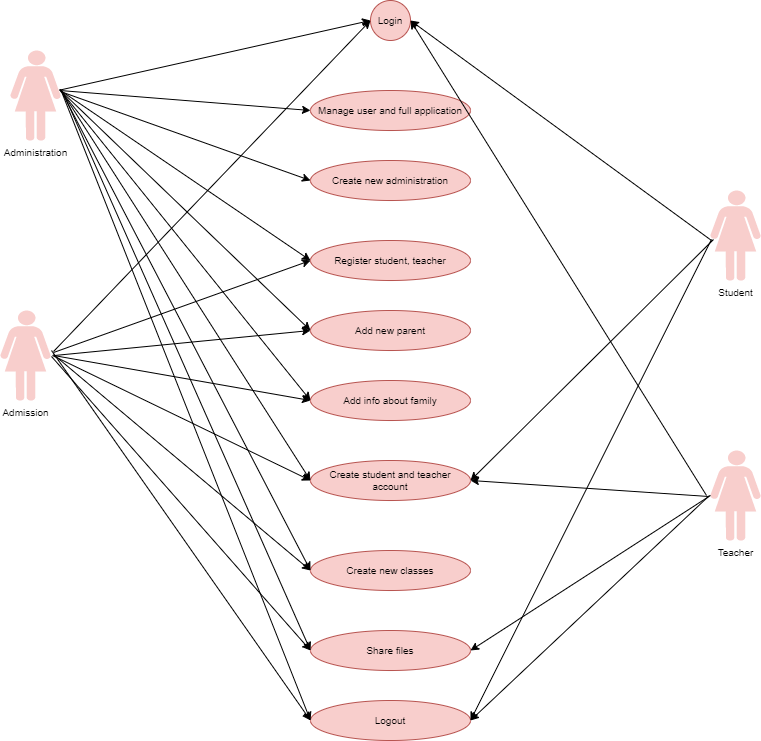 Login
Manage user and full application
Administration
Create new administration
Register student, teacher
Student
Add new parent
Add info about family
Admission
Create student and teacher
account
Teacher
Create new classes
Share files
Logout